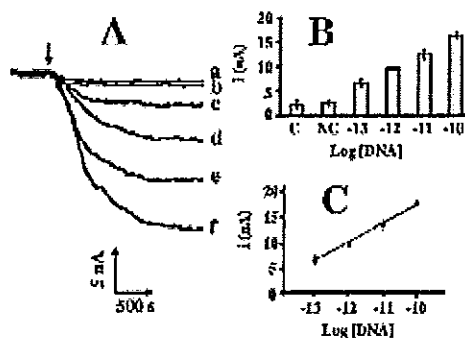 A
a
b
c
d
e
f
5 nA
500 s
B
I (nA)
20
15
10
5
0
C NC -13 -12 -11 -10
Log [DNA]
C
I (nA)
20
15
10
5
0
-13 -12 -11 -10
Log [DNA]